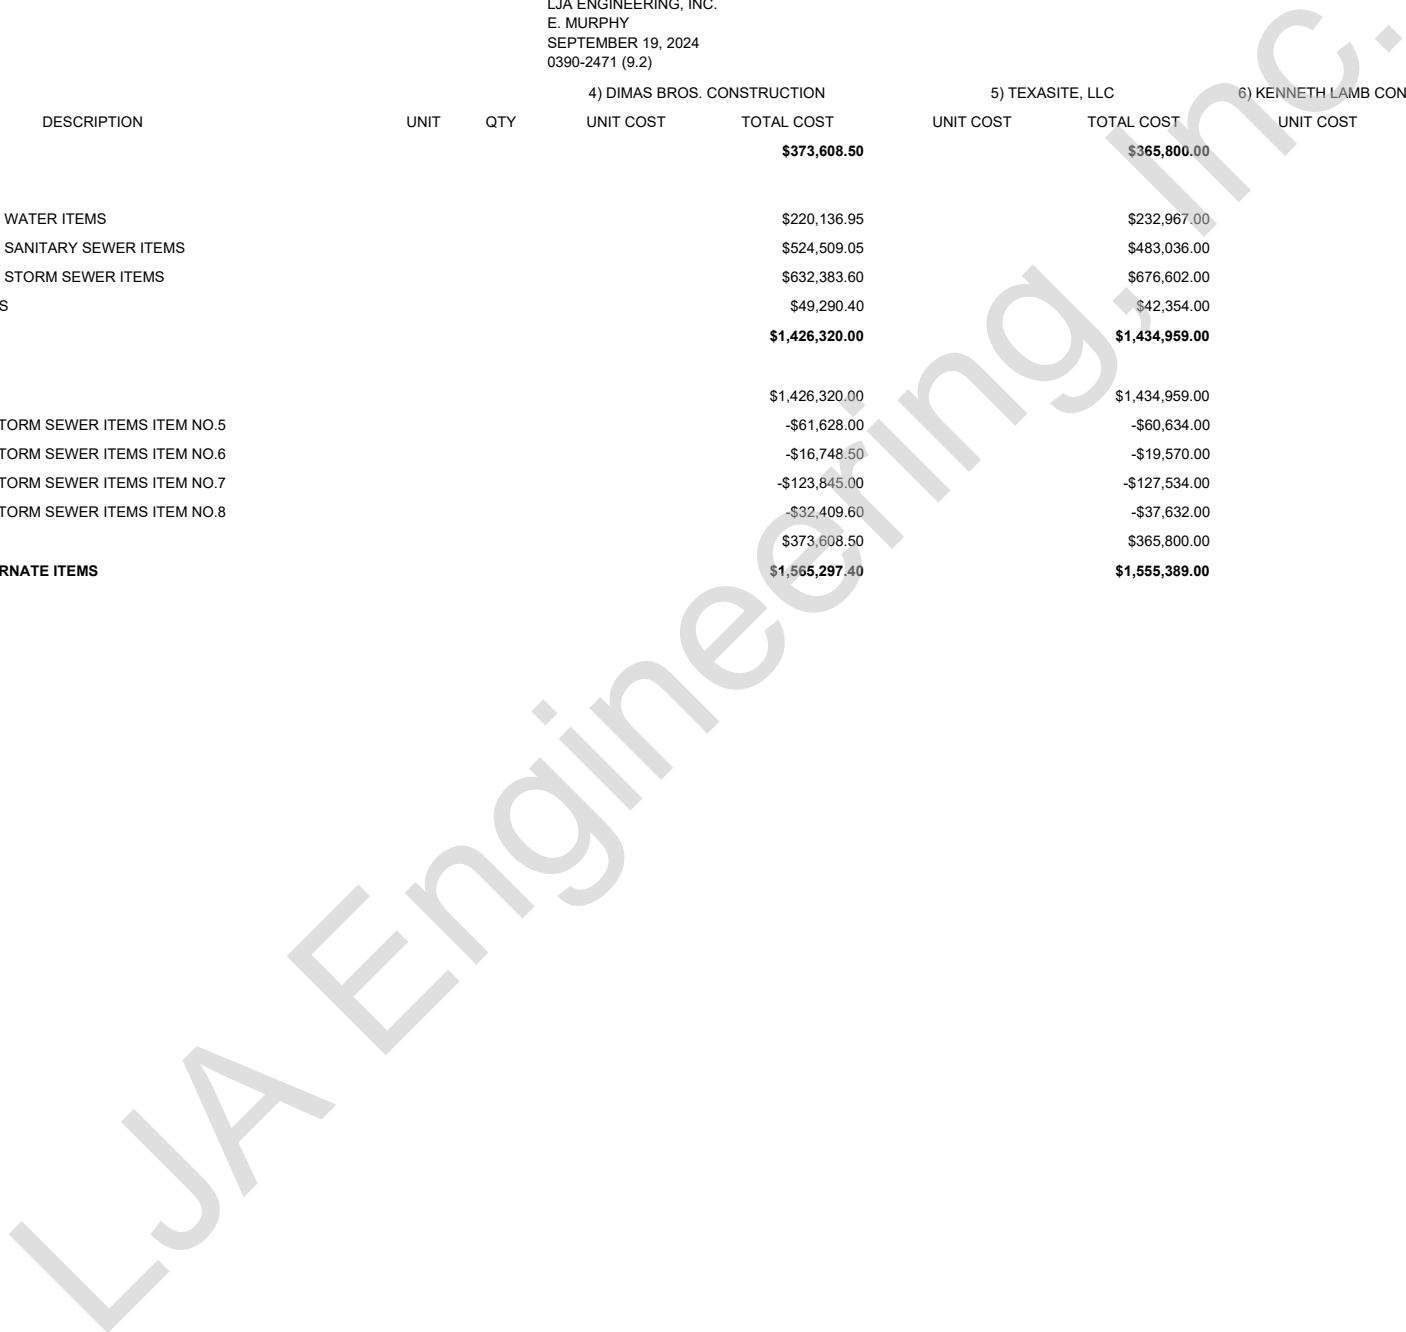 LJA ENGINEERING, INC.
E. MURPHY
SEPTEMBER 19, 2024
0390-2471 (9.2)
4) DIMAS BROS. CONSTRUCTION 5) TEXASITE, LLC 6) KENNETH LAMB CON
DESCRIPTION UNIT QTY UNIT COST TOTAL COST UNIT COST TOTAL COST UNIT COST
$373,608.50 $365,800.00
WATER ITEMS $220,136.95 $232,967.00
SANITARY SEWER ITEMS $524,509.05 $483,036.00
STORM SEWER ITEMS $632,383.60 $676,602.00
S $49,290.40 $42,354.00
$1,426,320.00 $1,434,959.00
$1,426,320.00 $1,434,959.00
TORM SEWER ITEMS ITEM NO.5 -$61,628.00 -$60,634.00
TORM SEWER ITEMS ITEM NO.6 -$16,748.50 -$19,570.00
TORM SEWER ITEMS ITEM NO.7 -$123,845.00 -$127,534.00
TORM SEWER ITEMS ITEM NO.8 -$32,409.60 -$37,632.00
$373,608.50 $365,800.00
RNATE ITEMS $1,565,297.40 $1,555,389.00
LJA Engineering, Inc.